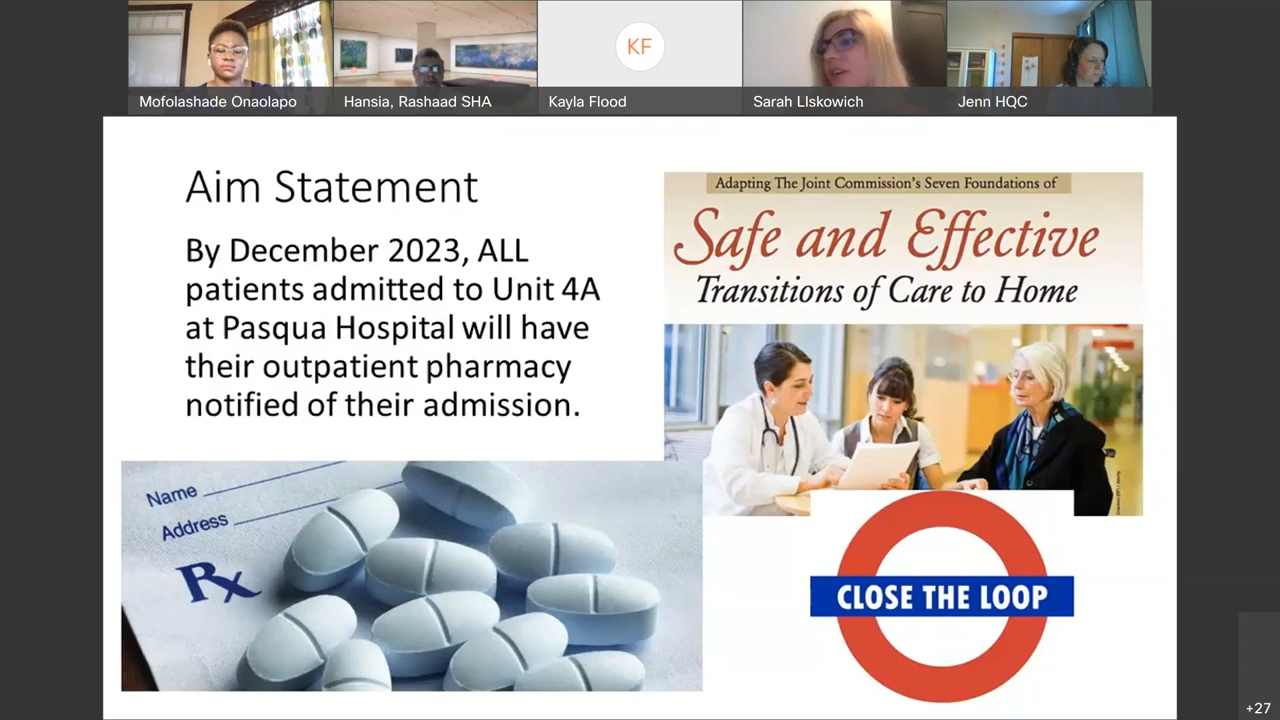 KF
Mofolashade Onaolapo
Hansia, Rashaad SHA
Kayla Flood
Sarah LIskowich
Jenn HQC
Aim Statement
By December 2023, ALL
patients admitted to Unit 4A
at Pasqua Hospital will have
their outpatient pharmacy
notified of their admission.
Adapting The Joint Commission's Seven Foundations of
Safe and Effective
Transitions of Care to Home
Name
Address
Rx
CLOSE THE LOOP
+27